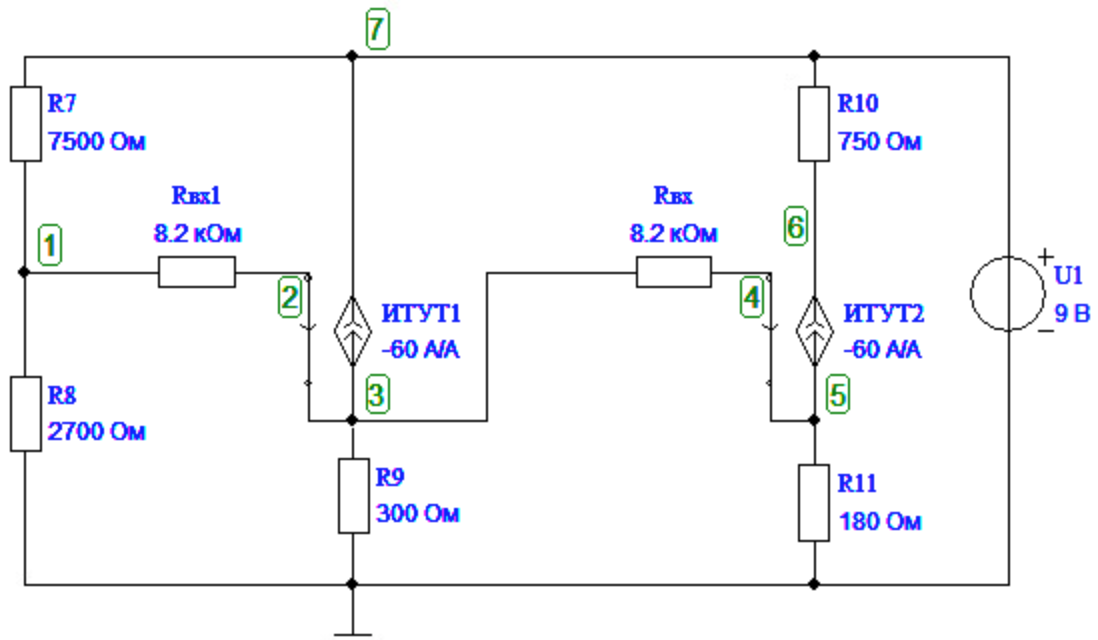 7
R7
7500 Ом
R10
750 Ом
Rвх1
8.2 кОм
Rвх
8.2 кОм
1
6
2
4
ИТУТ1
-60 А/А
ИТУТ2
-60 А/А
+
U1
9 В
−
3
5
R8
2700 Ом
R9
300 Ом
R11
180 Ом